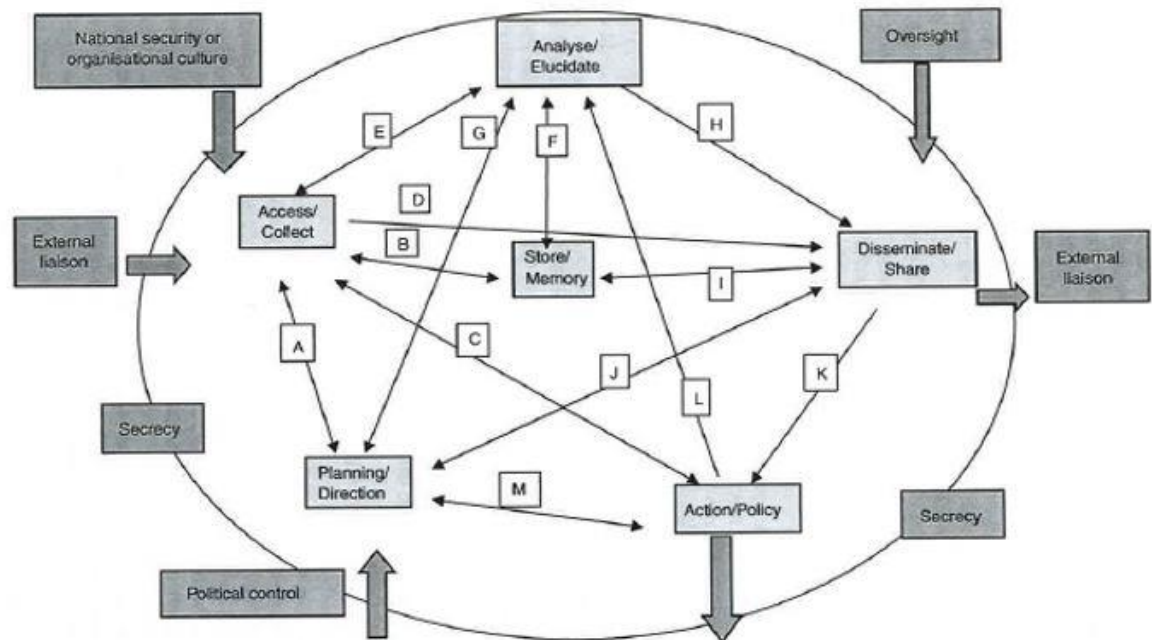 National security or
organisational culture
Analyse/
Elucidate
Oversight
E
G
F
H
Access/
Collect
D
B
External
liaison
Store/
Memory
Disseminate/
Share
External
liaison
I
A
C
J
K
L
Secrecy
Planning/
Direction
M
Action/Policy
Secrecy
Political control